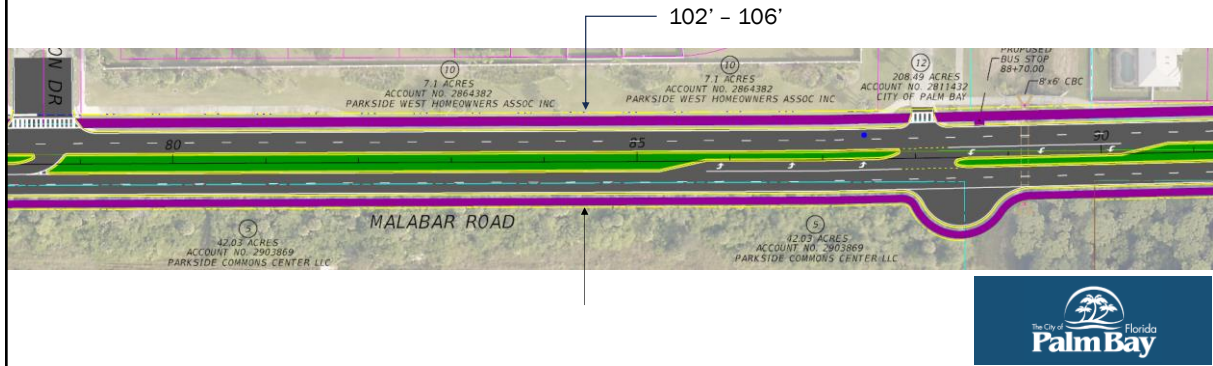 102’ – 106’
ON DR
10
7.1 ACRES
ACCOUNT NO. 2864382
PARKSIDE WEST HOMEOWNERS ASSOC INC
10
7.1 ACRES
ACCOUNT NO. 2864382
PARKSIDE WEST HOMEOWNERS ASSOC INC
12
208.49 ACRES
ACCOUNT NO. 2811432
CITY OF PALM BAY
PROPOSED
BUS STOP
88+70.00
8'x6' CBC
80
85
90
MALABAR ROAD
5
42.03 ACRES
ACCOUNT NO. 2903869
PARKSIDE COMMONS CENTER LLC
5
42.03 ACRES
ACCOUNT NO. 2903869
PARKSIDE COMMONS CENTER LLC
The City of Florida
Palm Bay